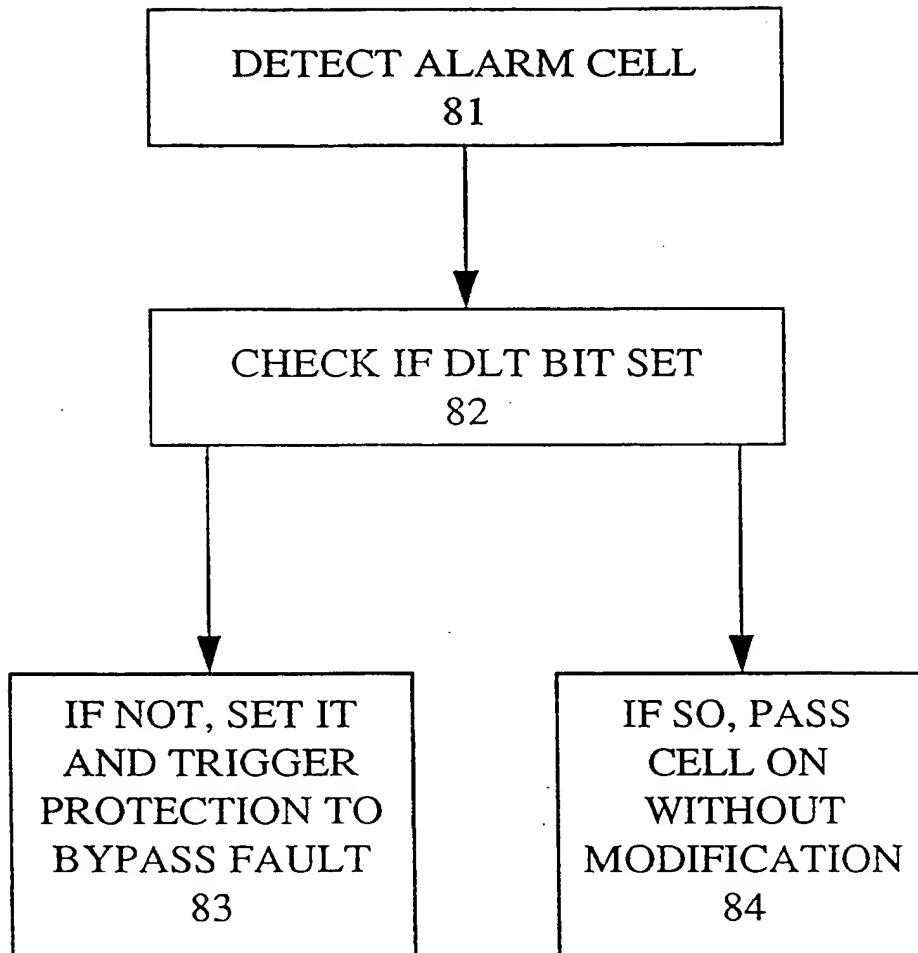 DETECT ALARM CELL
81
CHECK IF DLT BIT SET
82
IF NOT, SET IT
AND TRIGGER
PROTECTION TO
BYPASS FAULT
83
IF SO, PASS
CELL ON
WITHOUT
MODIFICATION
84